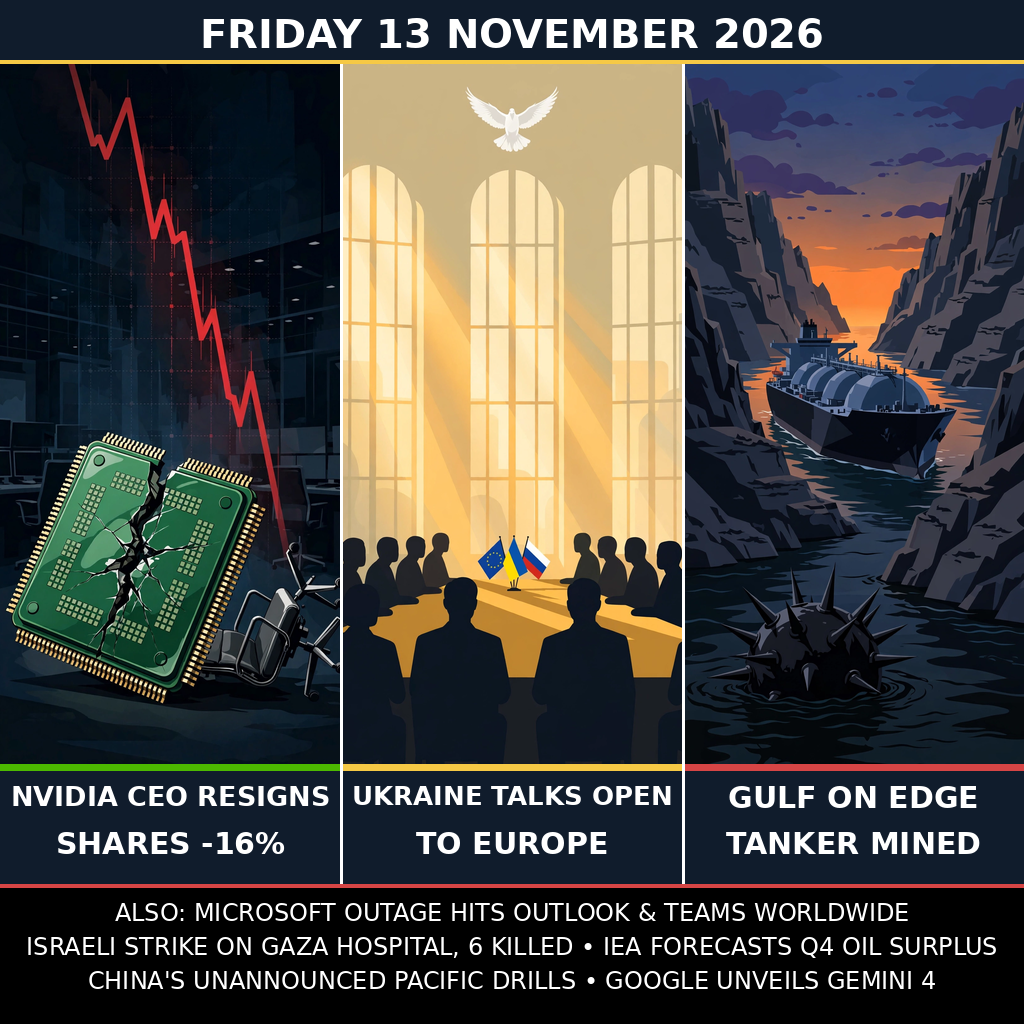 FRIDAY 13 NOVEMBER 2026
NVIDIA CEO RESIGNS
SHARES -16%
UKRAINE TALKS OPEN
TO EUROPE
GULF ON EDGE
TANKER MINED
ALSO: MICROSOFT OUTAGE HITS OUTLOOK & TEAMS WORLDWIDE
ISRAELI STRIKE ON GAZA HOSPITAL, 6 KILLED • IEA FORECASTS Q4 OIL SURPLUS
CHINA'S UNANNOUNCED PACIFIC DRILLS • GOOGLE UNVEILS GEMINI 4